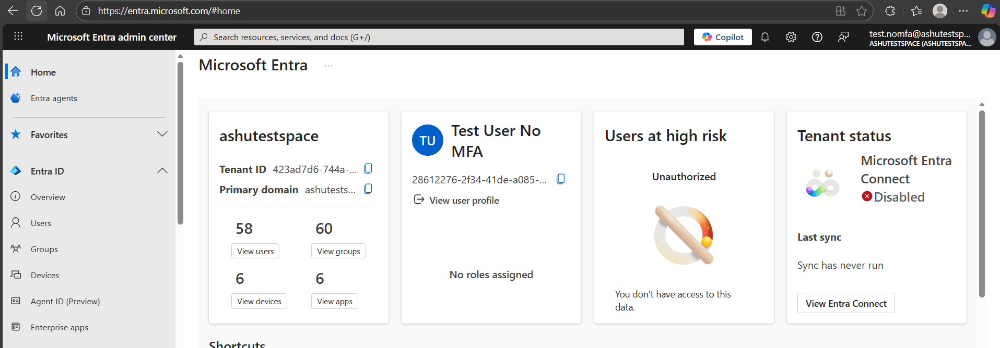 https://entra.microsoft.com/#home
Microsoft Entra admin center
Search resources, services, and docs (G+/)
Copilot
test.nomfa@ashutestsp...
ASHUTESTSPACE (ASHUTESTSPA...
Home
Entra agents
Favorites
Entra ID
Overview
Users
Groups
Devices
Agent ID (Preview)
Enterprise apps
Microsoft Entra ...
ashutestspace
Tenant ID 423ad7d6-744a-...
Primary domain ashutests...
58 60
View users View groups
6 6
View devices View apps
TU
Test User No
MFA
28612276-2f34-41de-a085-...
View user profile
No roles assigned
Users at high risk
Unauthorized
You don't have access to this
data.
Tenant status
Microsoft Entra
Connect
Disabled
Last sync
Sync has never run
View Entra Connect
Shortcuts